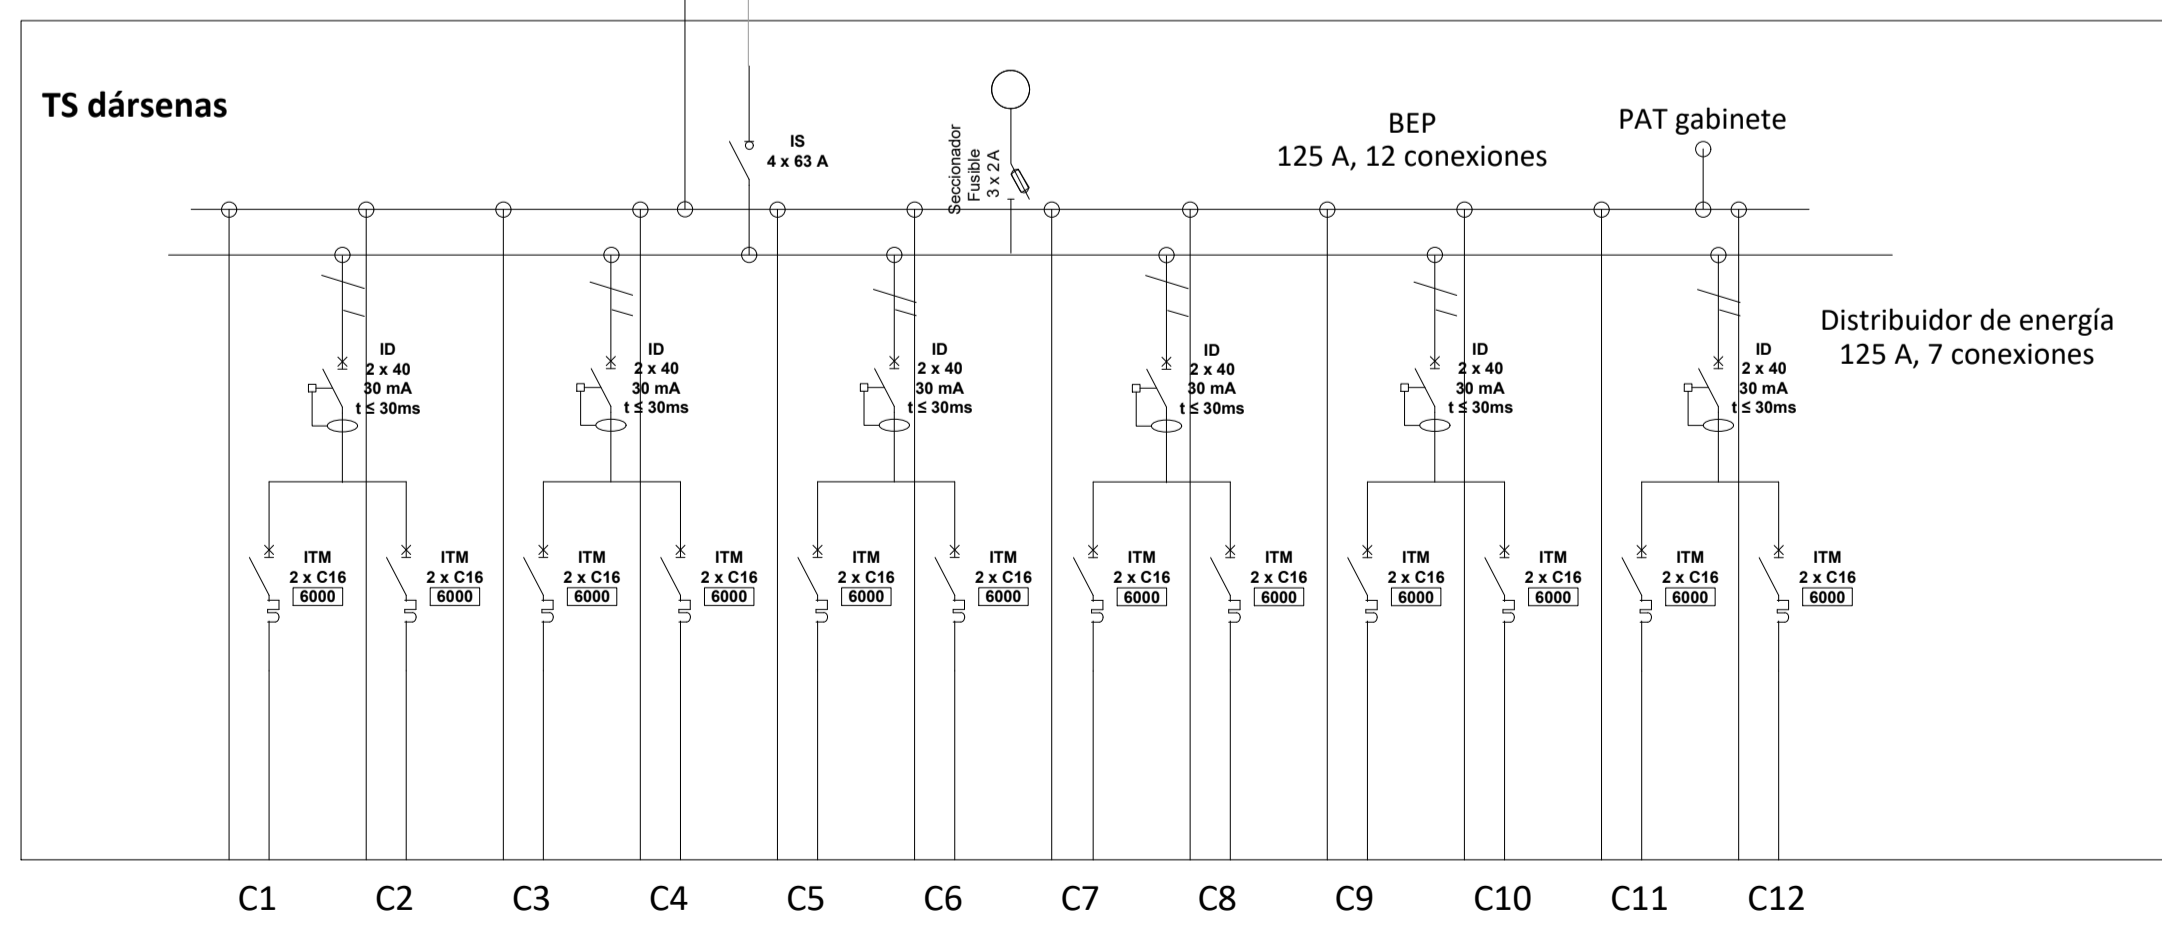 TS dársenas
IS
4 x 63 A
Seccionador
Fusible
3 x 2 A
BEP
125 A, 12 conexiones
PAT gabinete
Distribuidor de energía
125 A, 7 conexiones
ID
2 x 40
30 mA
t ≤ 30ms
ID
2 x 40
30 mA
t ≤ 30ms
ID
2 x 40
30 mA
t ≤ 30ms
ID
2 x 40
30 mA
t ≤ 30ms
ID
2 x 40
30 mA
t ≤ 30ms
ID
2 x 40
30 mA
t ≤ 30ms
ITM
2 x C16
6000
ITM
2 x C16
6000
ITM
2 x C16
6000
ITM
2 x C16
6000
ITM
2 x C16
6000
ITM
2 x C16
6000
ITM
2 x C16
6000
ITM
2 x C16
6000
ITM
2 x C16
6000
ITM
2 x C16
6000
ITM
2 x C16
6000
ITM
2 x C16
6000
C1 C2 C3 C4 C5 C6 C7 C8 C9 C10 C11 C12